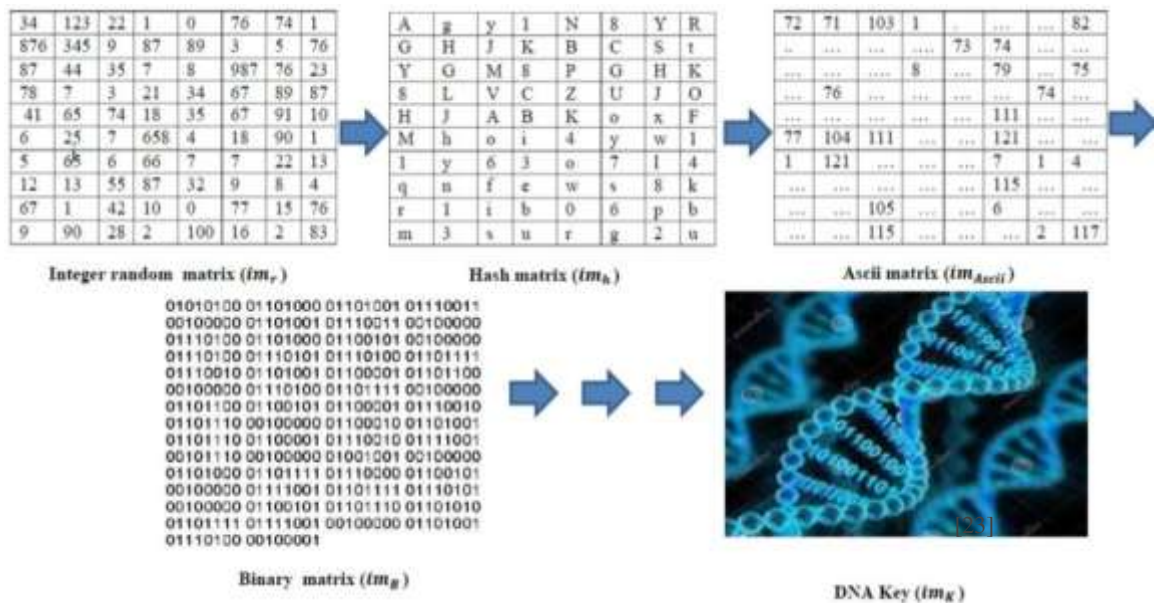 34 123 22 1 0 76 74 1
876 345 9 87 89 3 5 76
87 44 35 7 8 987 76 23
78 7 3 21 34 67 89 87
41 65 74 18 35 67 91 10
6 25 7 658 4 18 90 1
5 65 6 66 7 7 22 13
12 13 55 87 32 9 8 4
67 1 42 10 0 77 15 76
9 90 28 2 100 16 2 83
Integer random matrix (im_r)
A g y 1 N 8 Y R
G H J K B C S t
Y G M 8 P G H K
8 L V C Z U J O
H J A B K o x F
M h o i 4 y w 1
1 y 6 3 o 7 1 4
q n f e w s 8 k
r 1 i b 0 6 p b
m 3 s u r g 2 u
Hash matrix (im_h)
72 71 103 1 . ... ... 82
.. ... ... .... 73 74 ... ...
... ... .... 8 ... 79 ... 75
... 76 ... ... ... ... 74 ...
... ... ... ... ... 111 ... ...
77 104 111 ... ... 121 ... ...
1 121 ... ... ... 7 1 4
... ... ... ... ... 115 ... ...
... ... 105 ... ... 6 ... ...
... ... 115 ... ... ... 2 117
Ascii matrix (im_Ascii)
01010100 01101000 01101001 01110011
00100000 01101001 01110011 00100000
01110100 01101000 01100101 00100000
01110100 01110101 01110100 01101111
01110010 01101001 01100001 01101100
00100000 01110100 01101111 00100000
01101100 01100101 01100001 01110010
01101110 00100000 01100010 01101001
01101110 01100001 01110010 01111001
00101110 00100000 01001001 00100000
01101000 01101111 01110000 01100101
00100000 01111001 01101111 01110101
00100000 01100101 01101110 01101010
01101111 01111001 00100000 01101001
01110100 00100001
Binary matrix (im_B)
01100100
10100110
DNA Key (im_K)